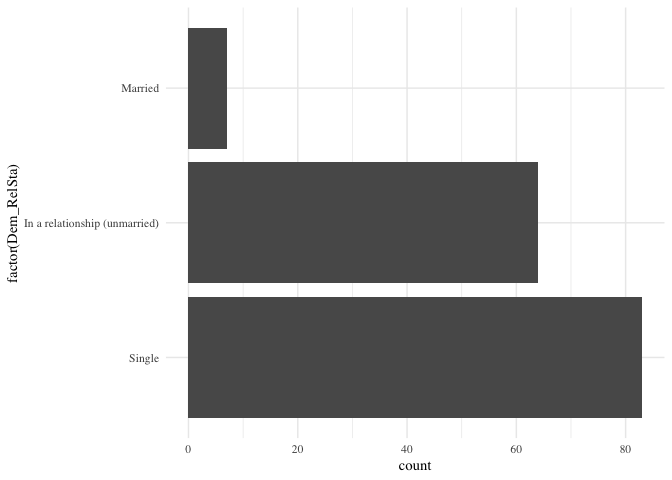 factor(Dem_RelSta)
Married
In a relationship (unmarried)
Single
0 20 40 60 80
count